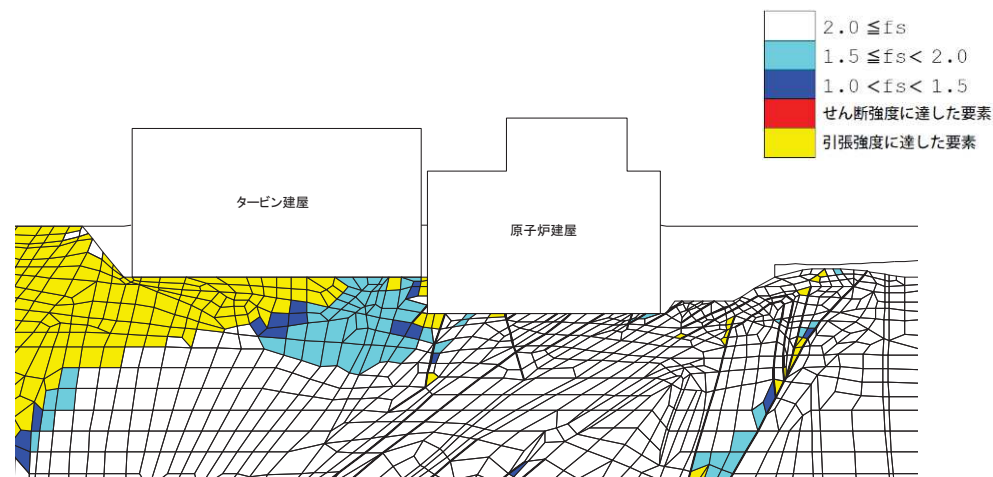 2.0 ≦fs
1.5 ≦fs< 2.0
1.0 <fs< 1.5
せん断強度に達した要素
引張強度に達した要素
タービン建屋
原子炉建屋